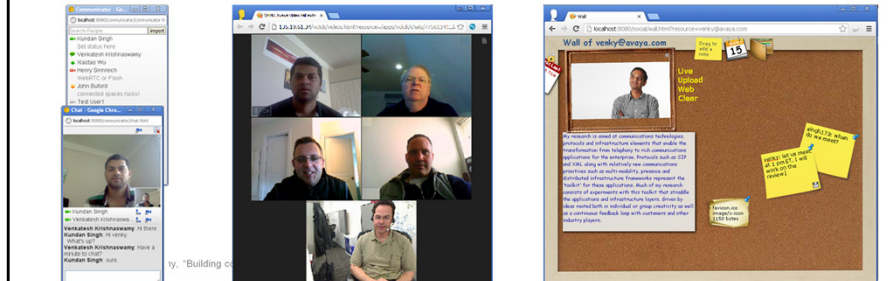 Communicator - Go...
localhost:8080/communicator/communicator.h
Search People
Import
Kundan Singh
Set status here
Venkatesh Krishnaswamy
Xiaotao Wu
Henry Sinnreich
WebRTC or Flash
John Buford
connected spaces rocks!
Test User1
Chat - Google Chro...
localhost:8080/communicator/chat.html
Kundan Singh
Venkatesh Krishnaswa...
Venkatesh Krishnaswamy Hi there
Kundan Singh Hi venky.
What's up?
Venkatesh Krishnaswamy Have a
minute to chat?
Kundan Singh sure.
"Building co
Wall
localhost:8080/social/wall.html?resource=venky@avaya.com
Wall of venky@avaya.com
Drag to
add a
note
15
Live
Upload
Web
Clear
My research is aimed at communications technologies,
protocols and infrastructure elements that enable the
transformation from telephony to rich communications
applications for the enterprise. Protocols such as SIP
and XML along with relatively new communications
primitives such as multi-modality, presence and
distributed infrastructure frameworks represent the
'toolkit' for these applications. Much of my research
consists of experiments with this toolkit that straddle
the applications and infrastructure layers, driven by
ideas rooted both in individual or group creativity as well
as a continuous feedback loop with customers and other
industry players.
singh173: when
do we meet?
venky: let us meet
at 1 pm ET. I will
work on the
review!
favicon.ico
image/x-icon
1150 bytes